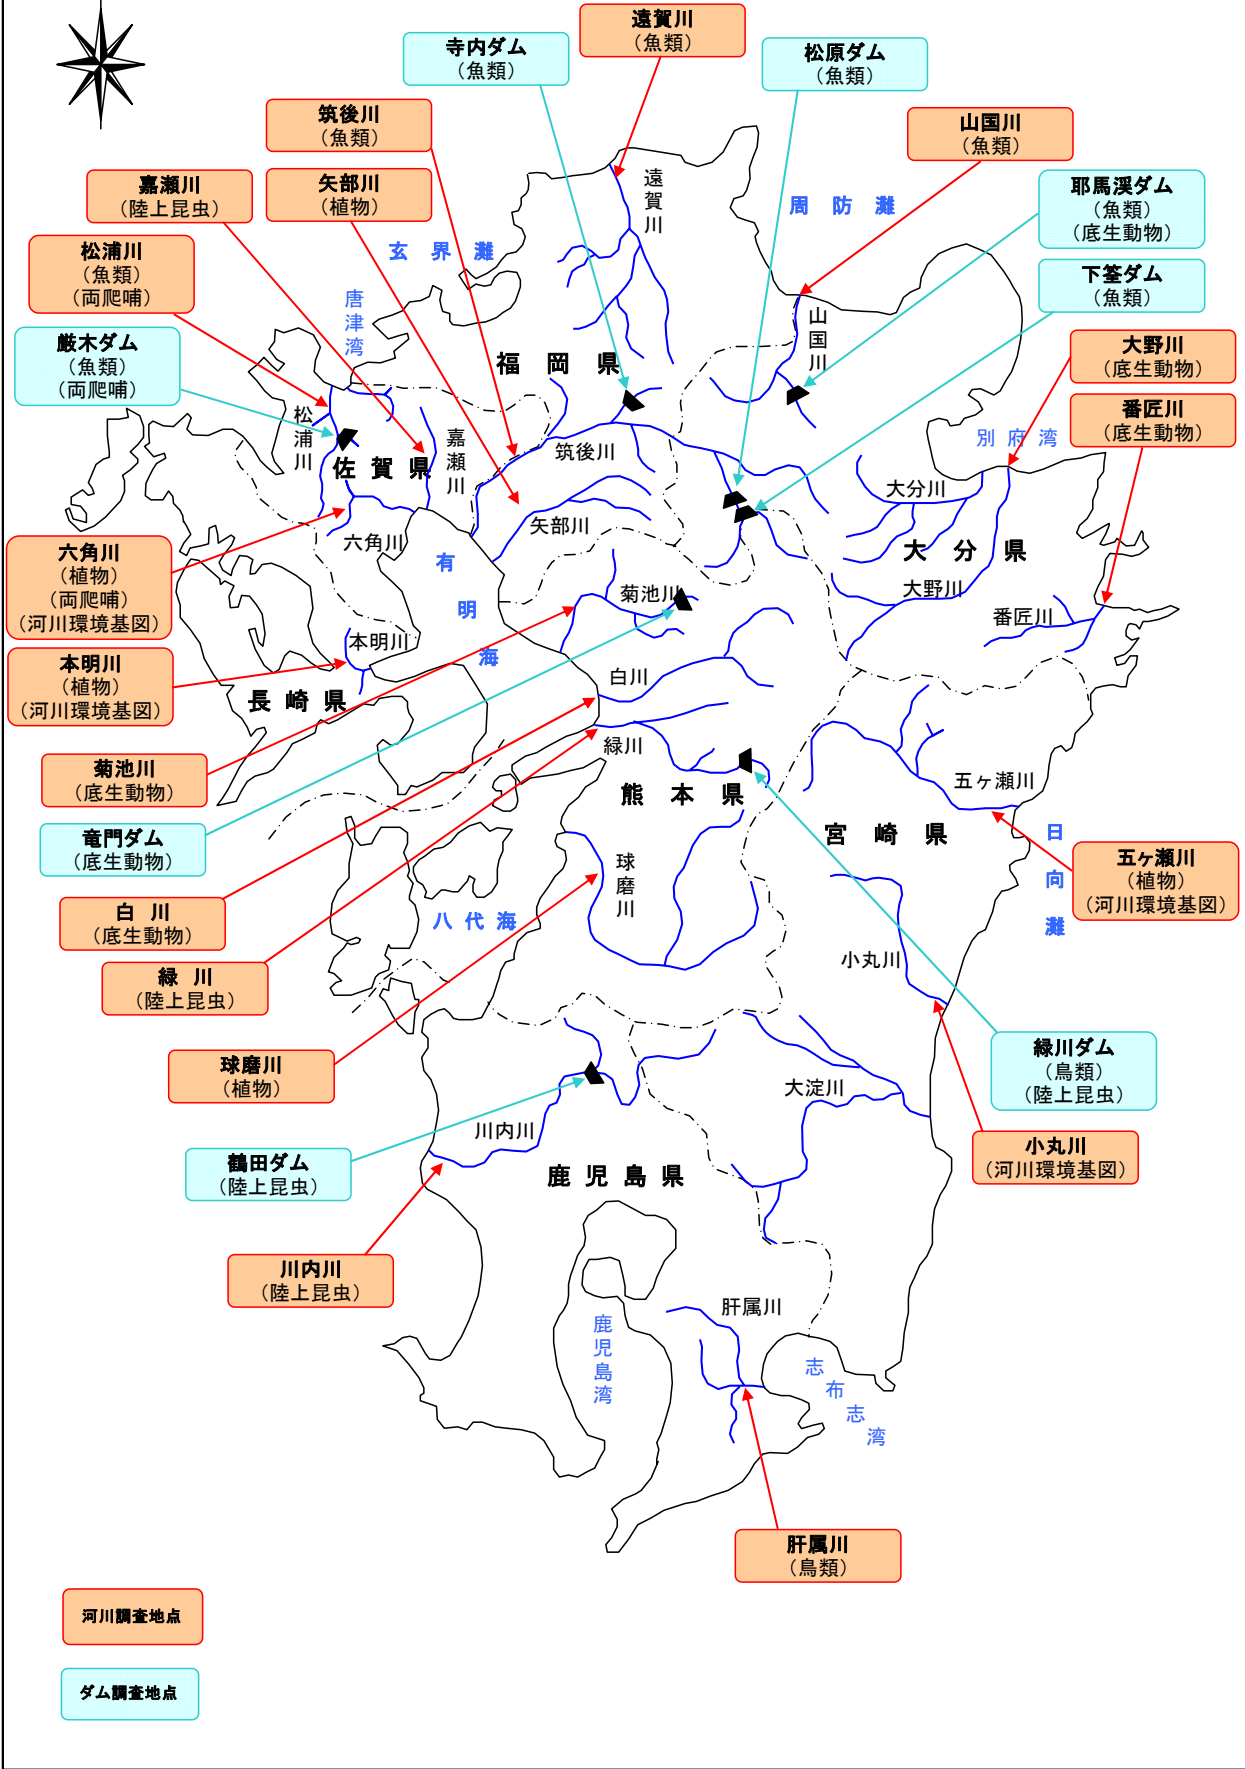 遠賀川
（魚類）
寺内ダム
（魚類）
松原ダム
（魚類）
筑後川
（魚類）
山国川
（魚類）
嘉瀬川
（陸上昆虫）
矢部川
（植物）
耶馬溪ダム
（魚類）
（底生動物）
松浦川
（魚類）
（両爬哺）
下筌ダム
（魚類）
厳木ダム
（魚類）
（両爬哺）
大野川
（底生動物）
番匠川
（底生動物）
六角川
（植物）
（両爬哺）
（河川環境基図）
本明川
（植物）
（河川環境基図）
菊池川
（底生動物）
竜門ダム
（底生動物）
白 川
（底生動物）
緑 川
（陸上昆虫）
球磨川
（植物）
鶴田ダム
（陸上昆虫）
川内川
（陸上昆虫）
五ヶ瀬川
（植物）
（河川環境基図）
緑川ダム
（鳥類）
（陸上昆虫）
小丸川
（河川環境基図）
肝属川
（鳥類）
遠賀川
周 防 灘
玄 界 灘
唐津湾
山国川
福 岡 県
松浦川
嘉瀬川
佐 賀 県
筑後川
別 府 湾
大分川
矢部川
六角川
有明海
大 分 県
菊池川
大野川
番匠川
本明川
白川
長 崎 県
緑川
熊 本 県
五ヶ瀬川
宮 崎 県
日向灘
球磨川
八 代 海
小丸川
大淀川
川内川
鹿 児 島 県
肝属川
鹿児島湾
志布志湾
河川調査地点
ダム調査地点